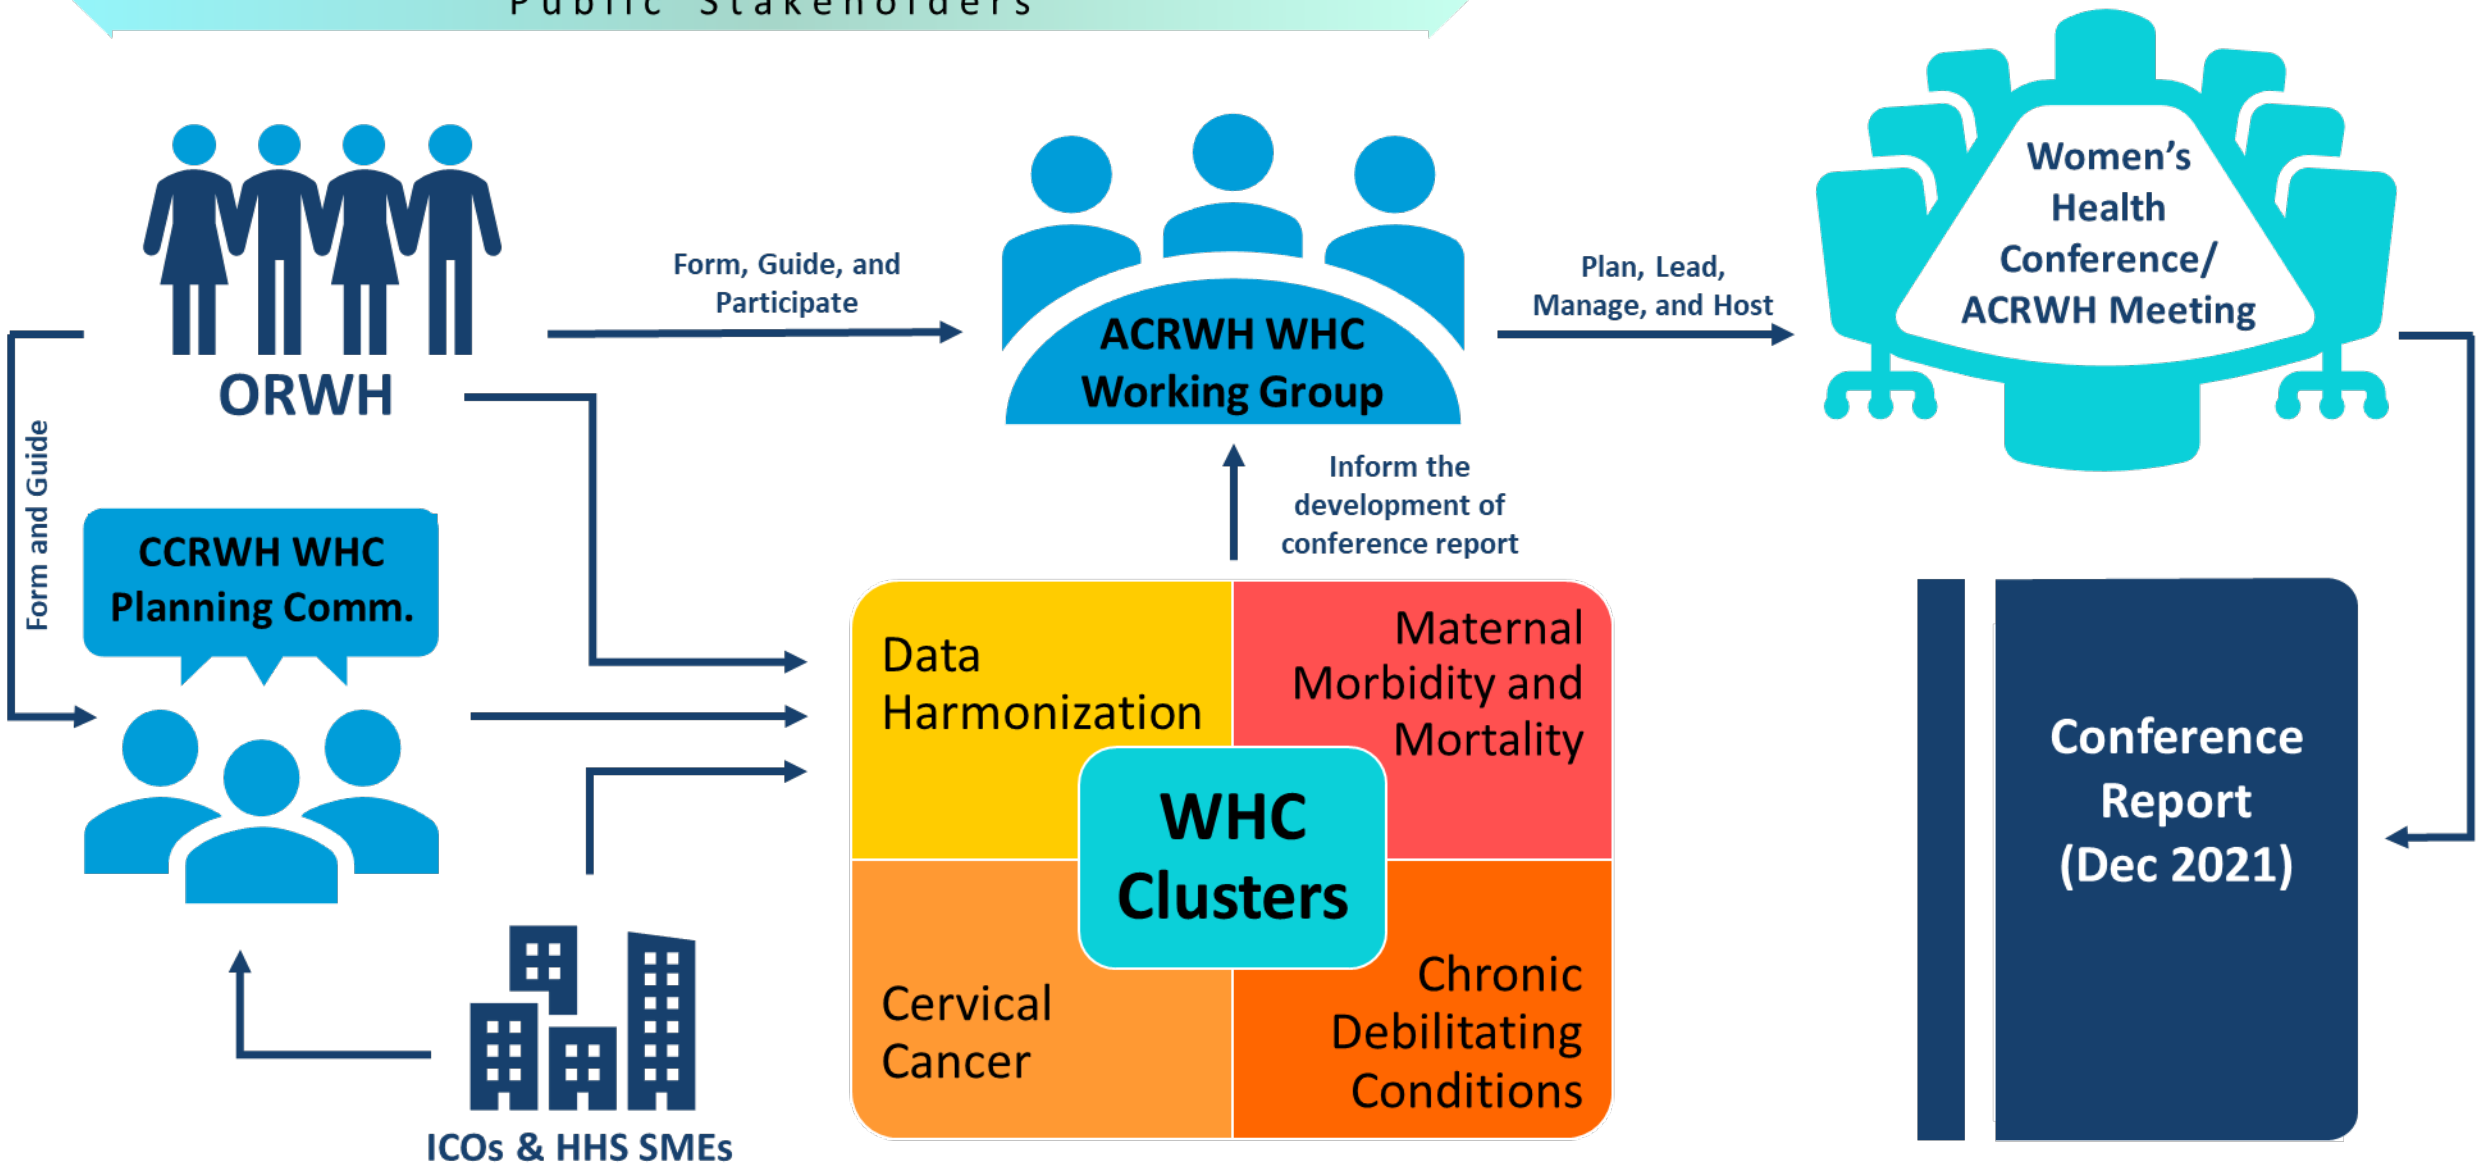 Public Stakeholders
Women's
Health
Conference/
ACRWH Meeting
Form, Guide, and
Participate
Plan, Lead,
Manage, and Host
ACRWH WHC
Working Group
ORWH
Form and Guide
Inform the
development of
conference report
CCRWH WHC
Planning Comm.
Data
Harmonization
Maternal
Morbidity and
Mortality
WHC
Clusters
Cervical
Cancer
Chronic
Debilitating
Conditions
Conference
Report
(Dec 2021)
ICOs & HHS SMEs